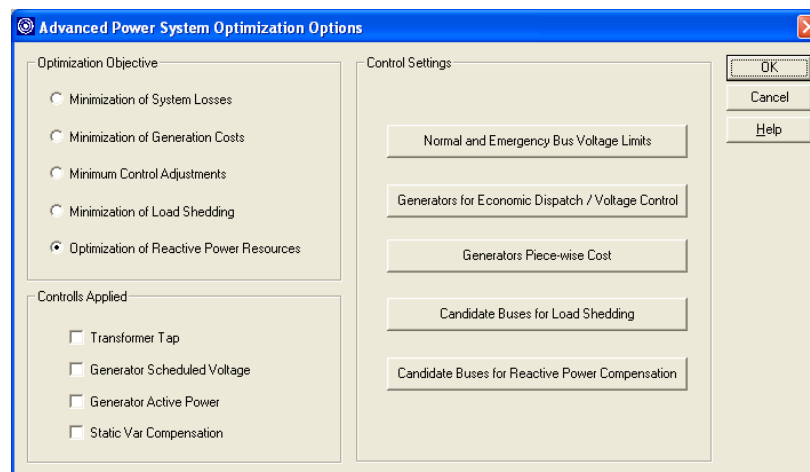 Advanced Power System Optimization Options
Optimization Objective
Minimization of System Losses
Minimization of Generation Costs
Minimum Control Adjustments
Minimization of Load Shedding
Optimization of Reactive Power Resources
Controlls Applied
Transformer Tap
Generator Scheduled Voltage
Generator Active Power
Static Var Compensation
Control Settings
Normal and Emergency Bus Voltage Limits
Generators for Economic Dispatch / Voltage Control
Generators Piece-wise Cost
Candidate Buses for Load Shedding
Candidate Buses for Reactive Power Compensation
OK
Cancel
Help